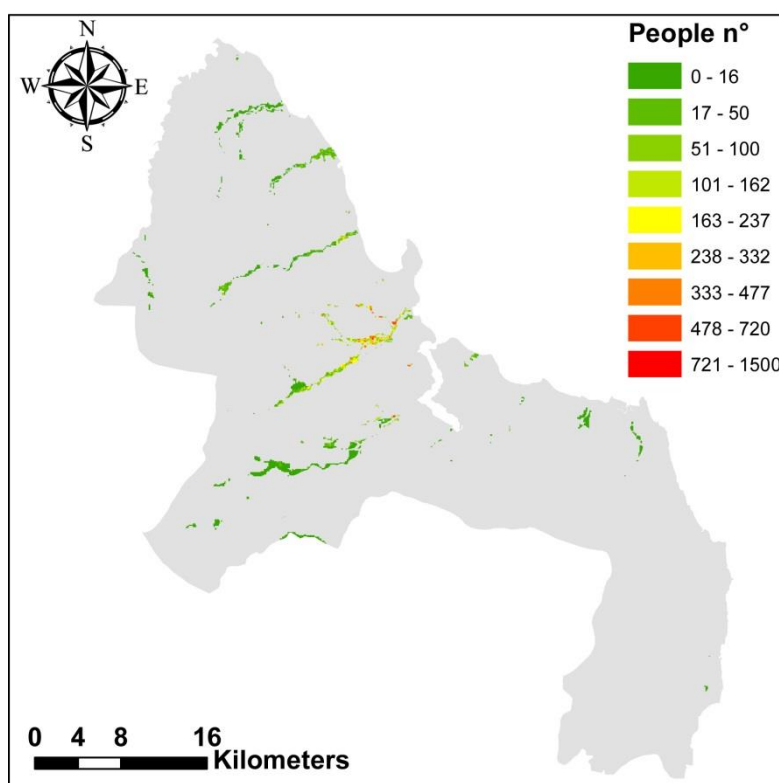 N
W E
S
People n°
0 - 16
17 - 50
51 - 100
101 - 162
163 - 237
238 - 332
333 - 477
478 - 720
721 - 1500
0 4 8 16
Kilometers